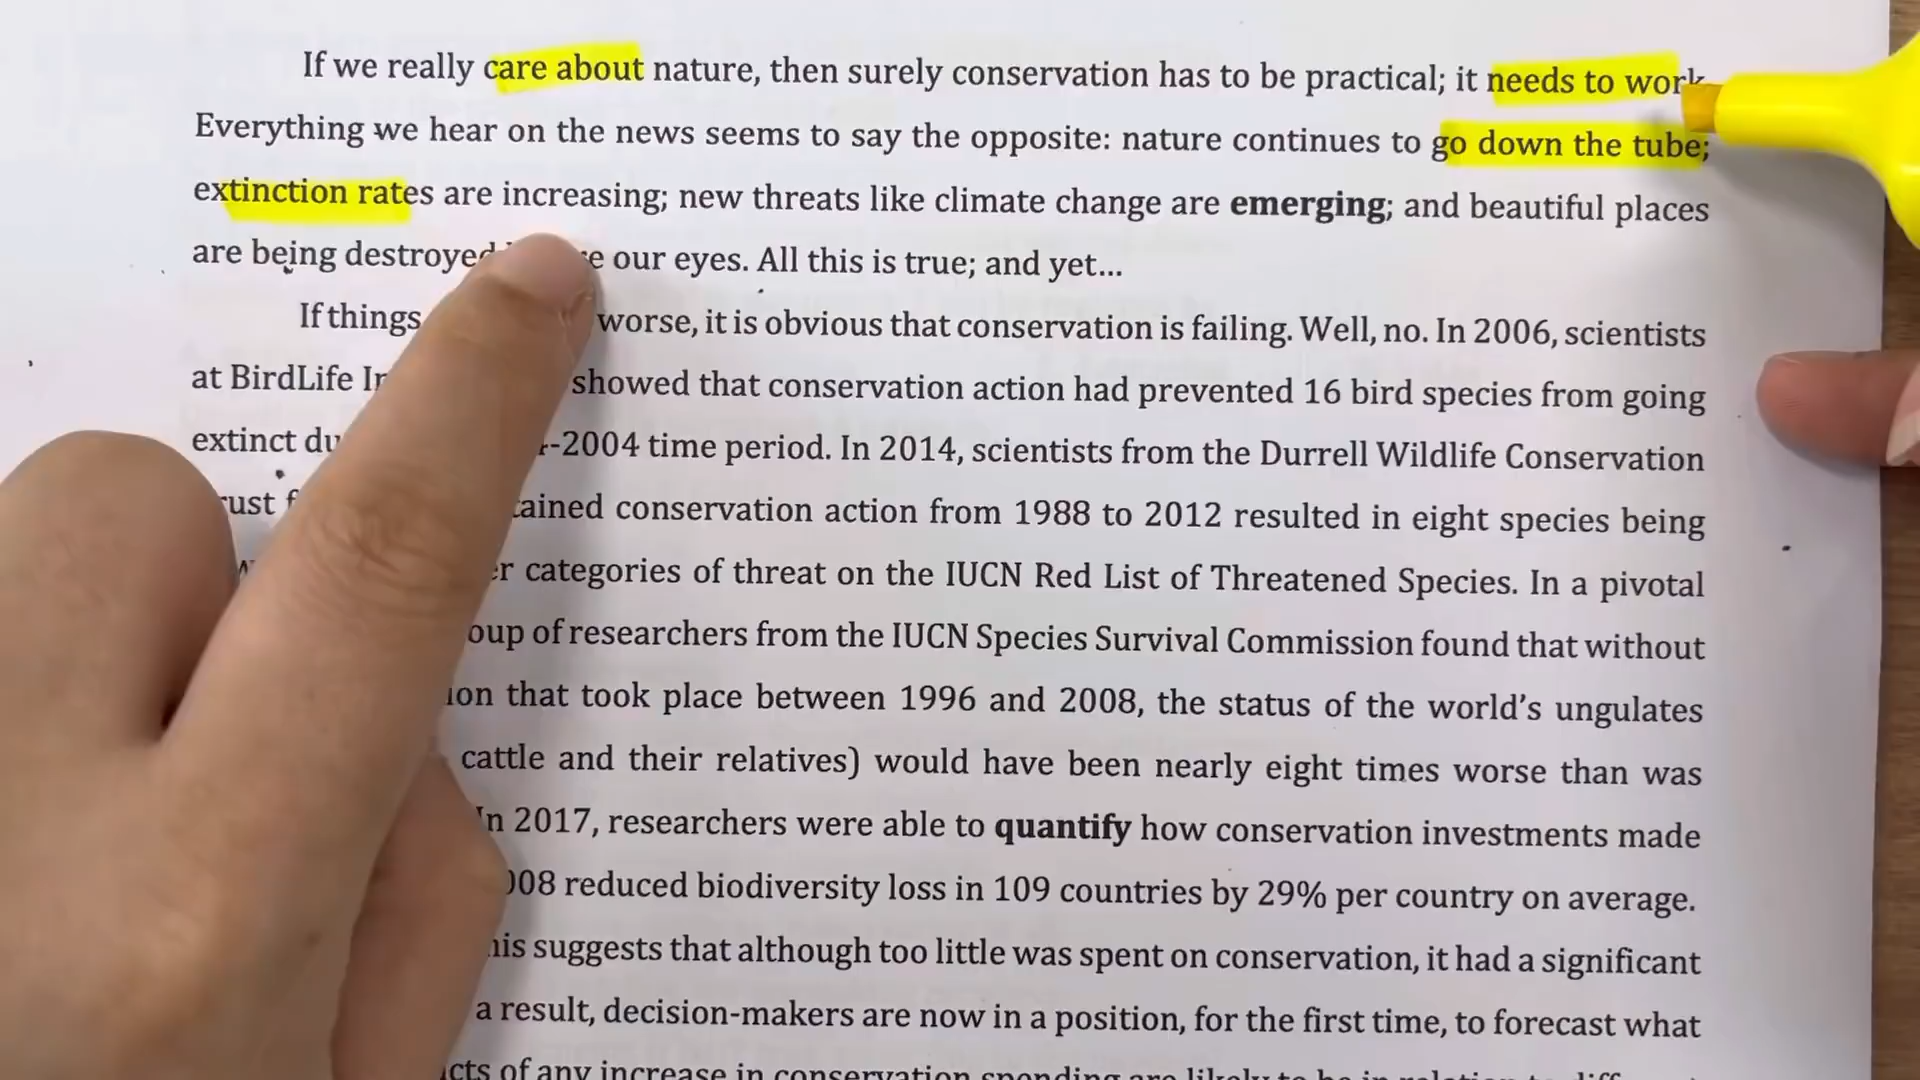 If we really care about nature, then surely conservation has to be practical; it needs to work
Everything we hear on the news seems to say the opposite: nature continues to go down the tube;
extinction rates are increasing; new threats like climate change are emerging; and beautiful places
are being destroyed our eyes. All this is true; and yet...
If things worse, it is obvious that conservation is failing. Well, no. In 2006, scientists
at BirdLife showed that conservation action had prevented 16 bird species from going
extinct -2004 time period. In 2014, scientists from the Durrell Wildlife Conservation
conservation action from 1988 to 2012 resulted in eight species being
categories of threat on the IUCN Red List of Threatened Species. In a pivotal
of researchers from the IUCN Species Survival Commission found that without
that took place between 1996 and 2008, the status of the world's ungulates
cattle and their relatives) would have been nearly eight times worse than was
In 2017, researchers were able to quantify how conservation investments made
reduced biodiversity loss in 109 countries by 29% per country on average.
suggests that although too little was spent on conservation, it had a significant
a result, decision-makers are now in a position, for the first time, to forecast what
of any increase in conservation spending are likely to be in relation to